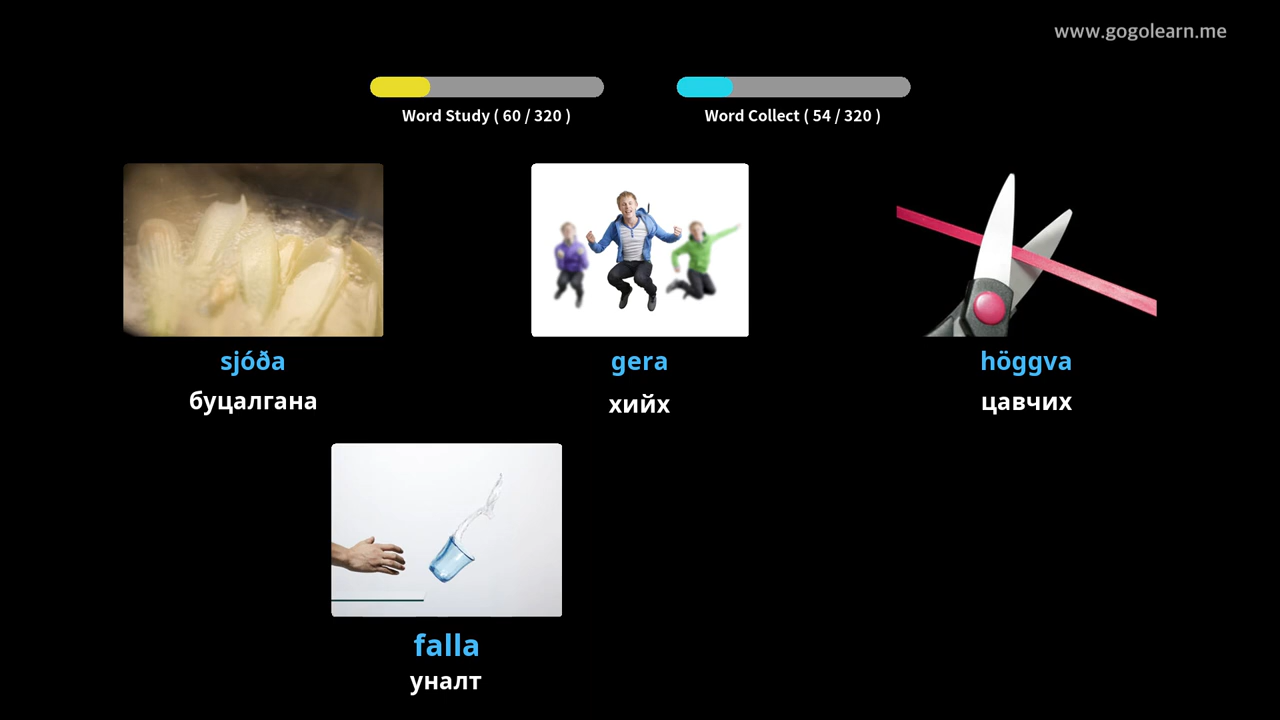 www.gogolearn.me
Word Study ( 60 / 320 )
Word Collect ( 54 / 320 )
sjóða
буцалгана
gera
хийх
höggva
цавчих
falla
уналт